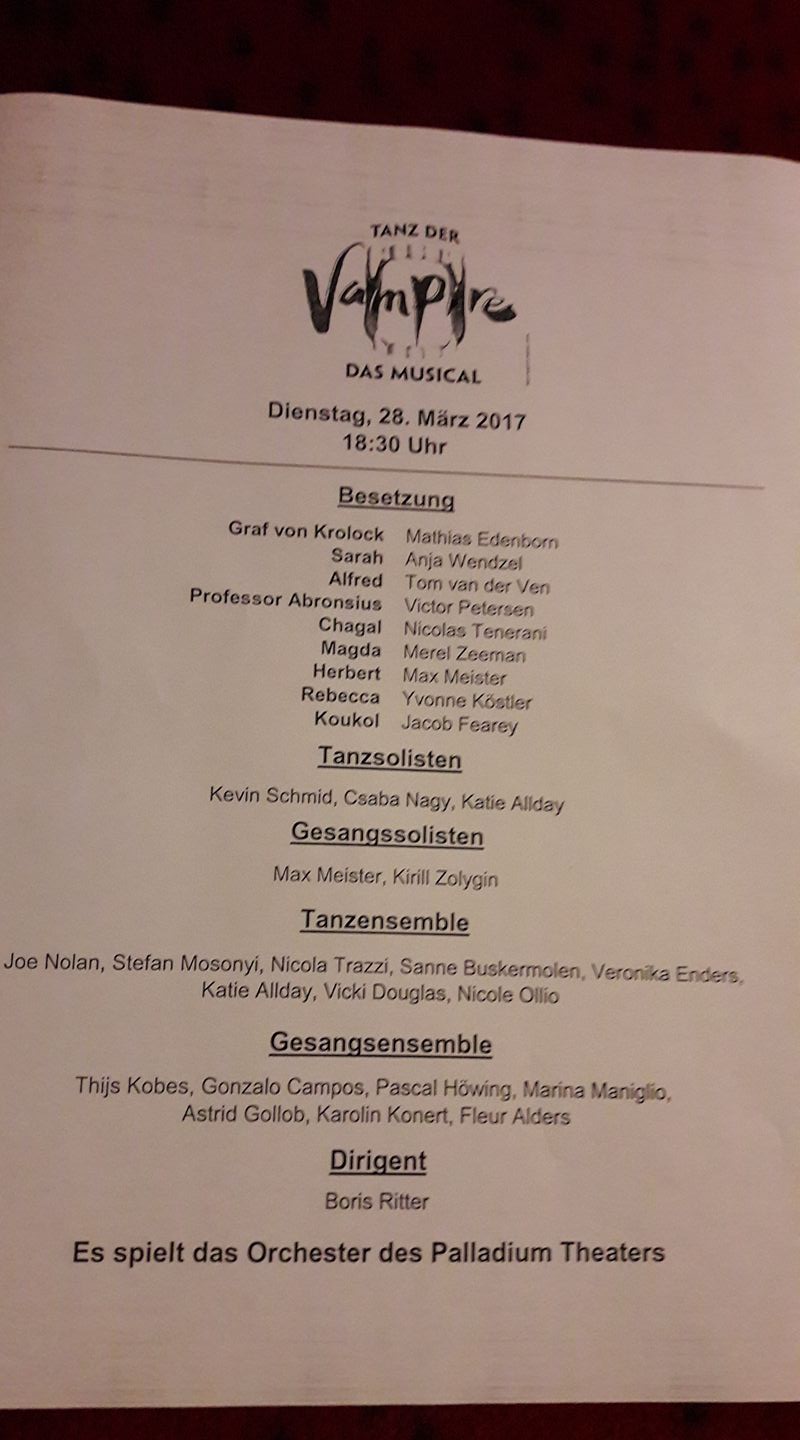 TANZ DER
Vampire
DAS MUSICAL
Dienstag, 28. März 2017
18:30 Uhr
Besetzung
Graf von Krolock Mathias Edenborn
Sarah Anja Wendzel
Alfred Tom van der Ven
Professor Abronsius Victor Petersen
Chagal Nicolas Tenerani
Magda Merel Zeeman
Herbert Max Meister
Rebecca Yvonne Köstler
Koukol Jacob Fearey
Tanzsolisten
Kevin Schmid, Csaba Nagy, Katie Allday
Gesangssolisten
Max Meister, Kirill Zolygin
Tanzensemble
Joe Nolan, Stefan Mosonyi, Nicola Trazzi, Sanne Buskermolen, Veronika Enders,
Katie Allday, Vicki Douglas, Nicole Ollio
Gesangsensemble
Thijs Kobes, Gonzalo Campos, Pascal Höwing, Marina Maniglio,
Astrid Gollob, Karolin Konert, Fleur Alders
Dirigent
Boris Ritter
Es spielt das Orchester des Palladium Theaters